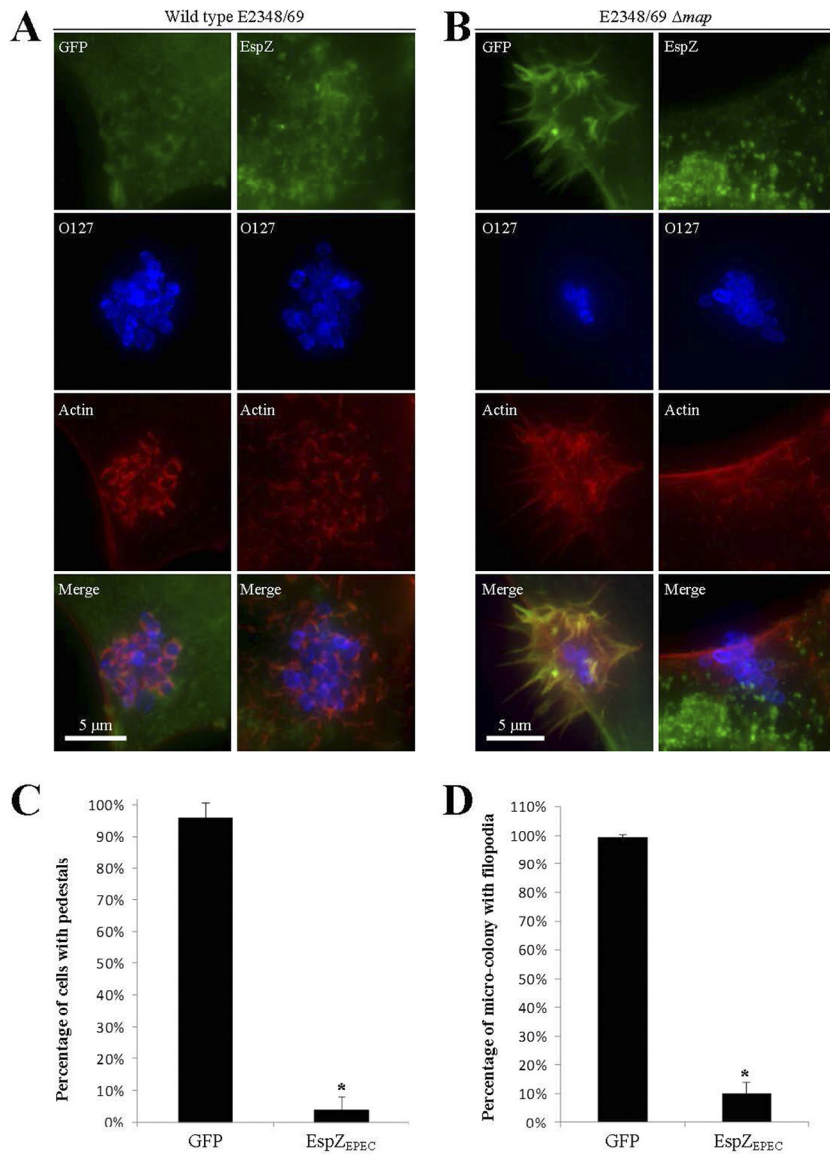 A
Wild type E2348/69
GFP
EspZ
O127
O127
Actin
Actin
Merge
Merge
5 µm
B
E2348/69 Δmap
GFP
EspZ
O127
O127
Actin
Actin
Merge
Merge
5 µm
C
Percentage of cells with pedestals
100%
90%
80%
70%
60%
50%
40%
30%
20%
10%
0%
*
GFP
EspZEPEC
D
Percentage of micro-colony with filopodia
110%
100%
90%
80%
70%
60%
50%
40%
30%
20%
10%
0%
*
GFP
EspZEPEC